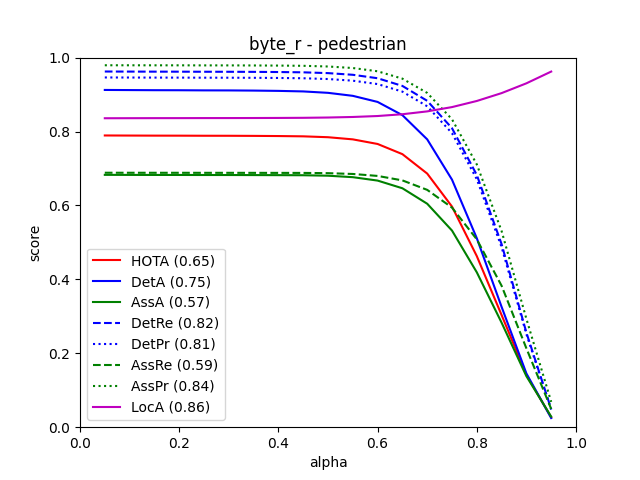 byte_r - pedestrian
score
1.0
0.8
0.6
0.4
0.2
0.0
HOTA (0.65)
DetA (0.75)
AssA (0.57)
DetRe (0.82)
DetPr (0.81)
AssRe (0.59)
AssPr (0.84)
LocA (0.86)
0.0 0.2 0.4 0.6 0.8 1.0
alpha